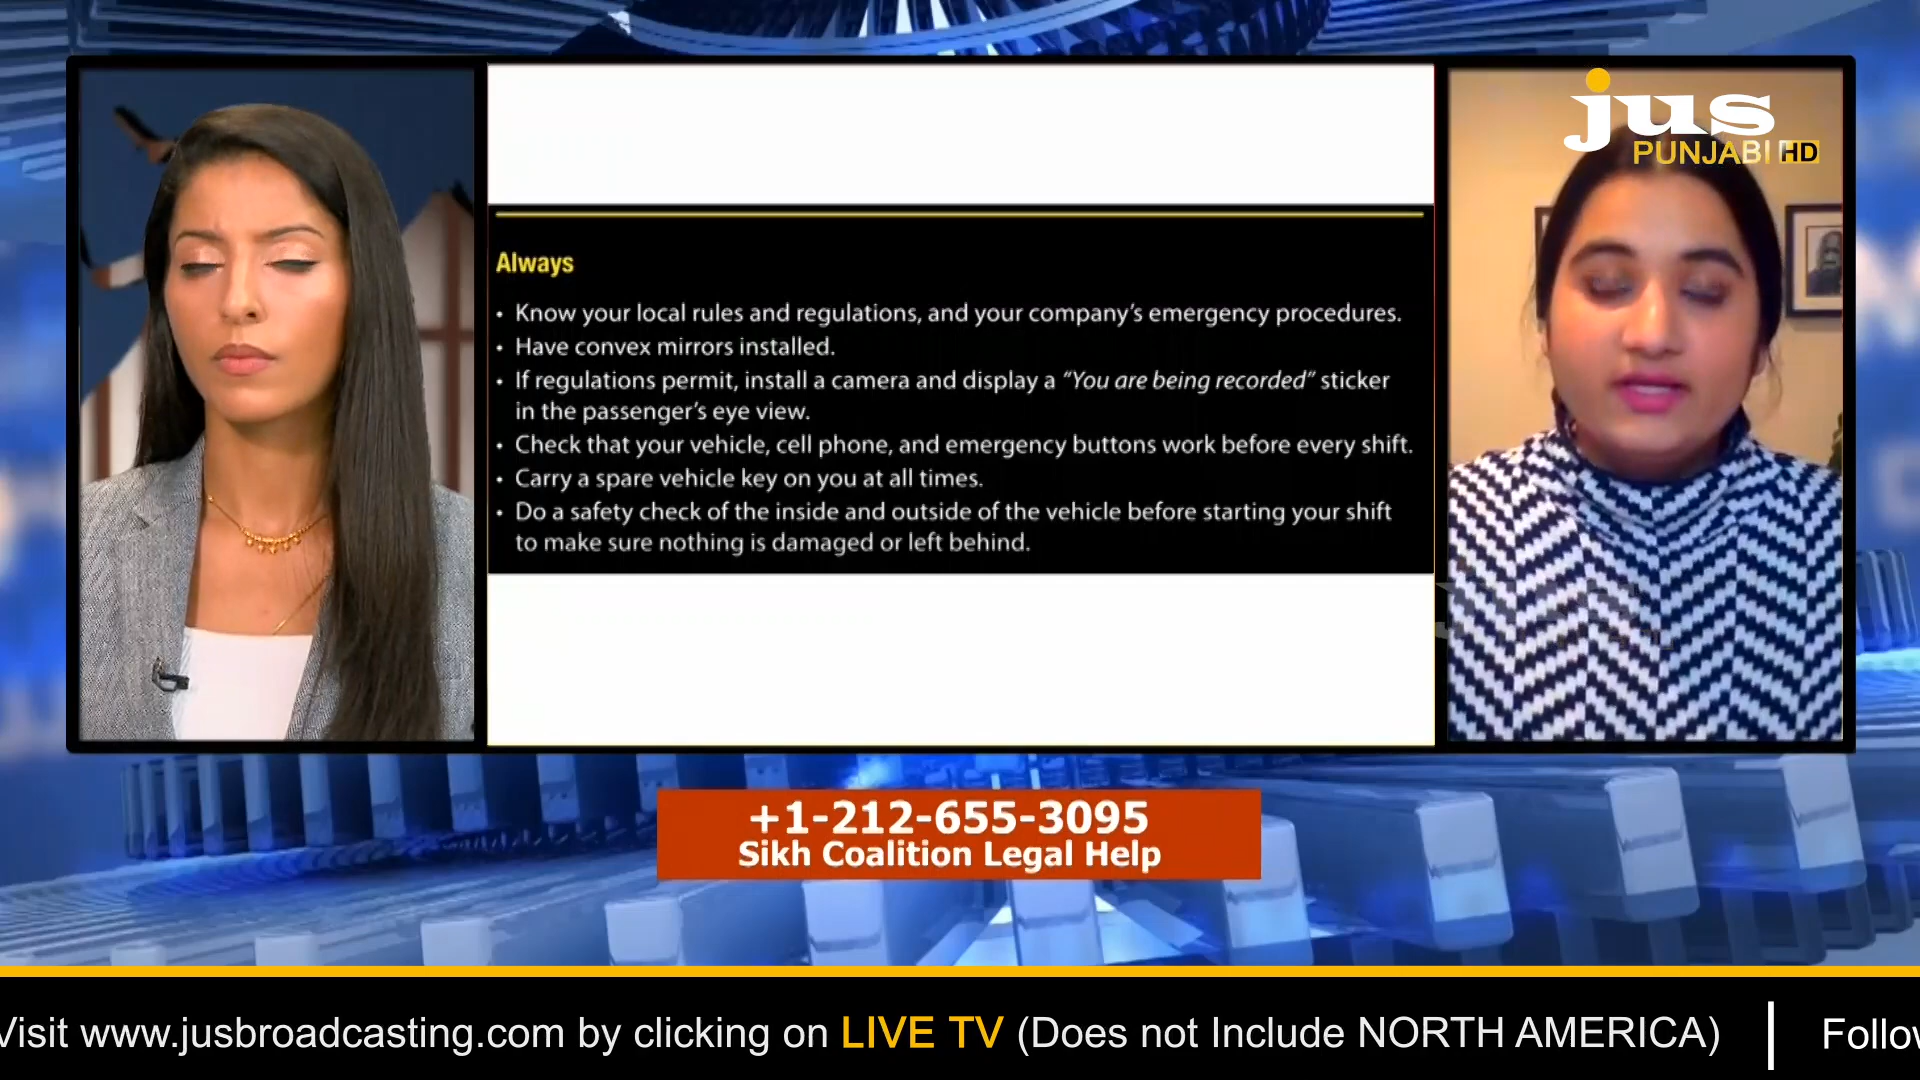 jus
PUNJABI HD
Always
• Know your local rules and regulations, and your company’s emergency procedures.
• Have convex mirrors installed.
• If regulations permit, install a camera and display a “You are being recorded” sticker
in the passenger’s eye view.
• Check that your vehicle, cell phone, and emergency buttons work before every shift.
• Carry a spare vehicle key on you at all times.
• Do a safety check of the inside and outside of the vehicle before starting your shift
to make sure nothing is damaged or left behind.
+1-212-655-3095
Sikh Coalition Legal Help
Visit www.jusbroadcasting.com by clicking on LIVE TV (Does not Include NORTH AMERICA) | Follow